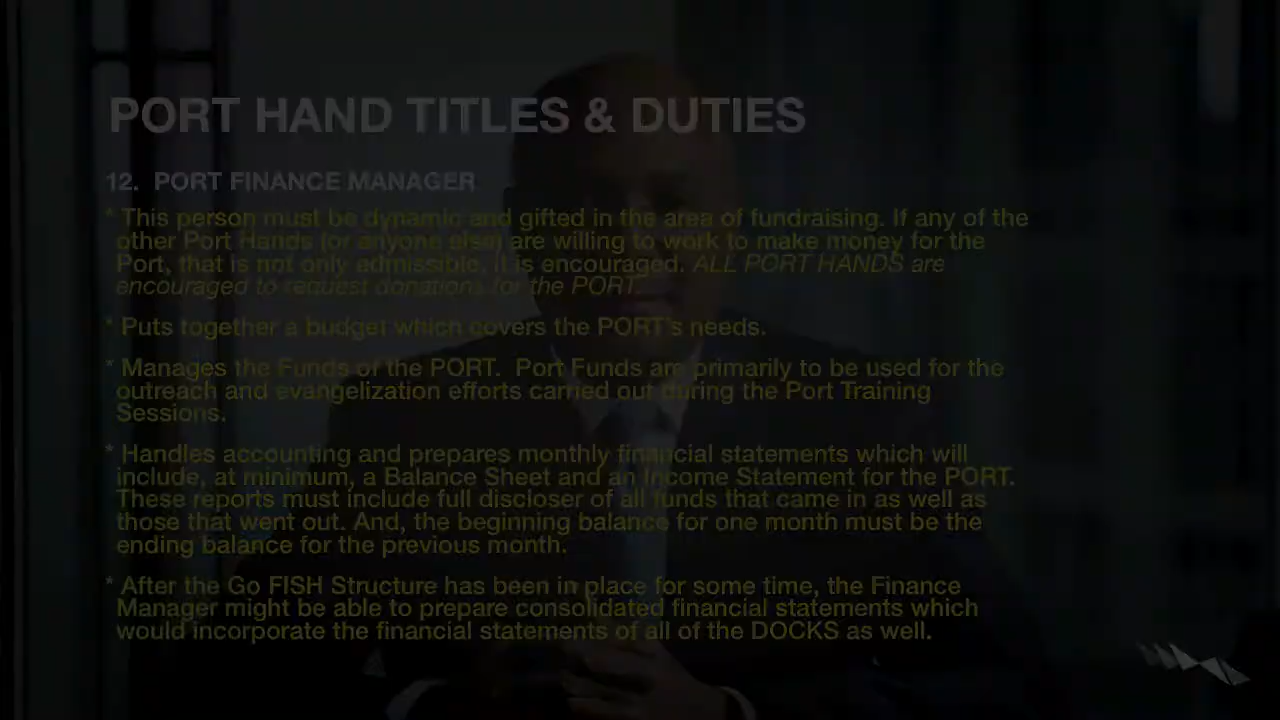 PORT HAND TITLES & DUTIES
12. PORT FINANCE MANAGER
* This person must be dynamic and gifted in the area of fundraising. If any of the
other Port Hands (or anyone else) are willing to work to make money for the
Port, that is not only admissible, it is encouraged. ALL PORT HANDS are
encouraged to request donations for the PORT.
* Puts together a budget which covers the PORT's needs.
* Manages the Funds of the PORT. Port Funds are primarily to be used for the
outreach and evangelization efforts carried out during the Port Training
Sessions.
* Handles accounting and prepares monthly financial statements which will
include, at minimum, a Balance Sheet and an Income Statement for the PORT.
These reports must include full discloser of all funds that came in as well as
those that went out. And, the beginning balance for one month must be the
ending balance for the previous month.
* After the Go FISH Structure has been in place for some time, the Finance
Manager might be able to prepare consolidated financial statements which
would incorporate the financial statements of all of the DOCKS as well.